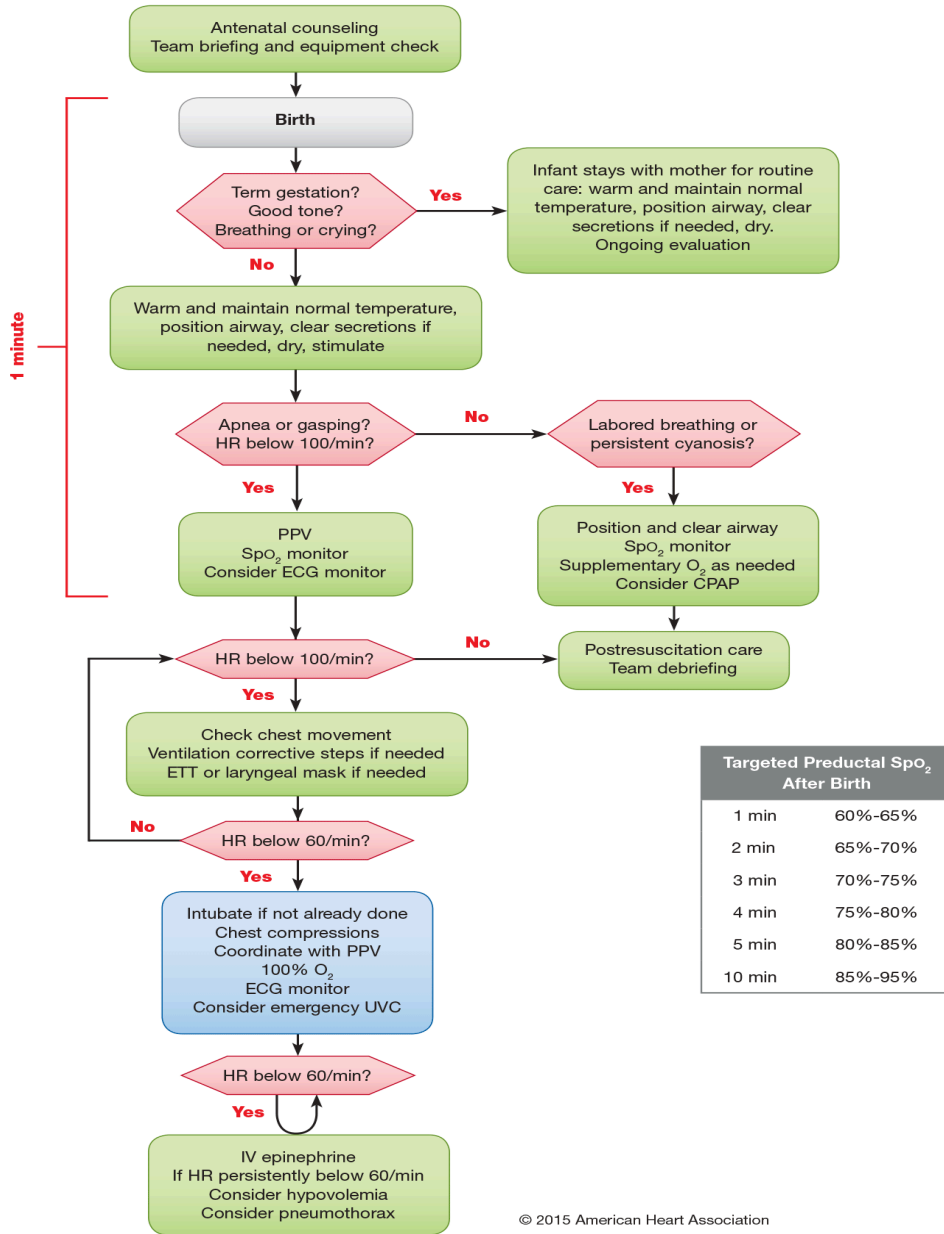 Antenatal counseling
Team briefing and equipment check
Birth
1 minute
Term gestation?
Good tone?
Breathing or crying?
Yes
Infant stays with mother for routine
care: warm and maintain normal
temperature, position airway, clear
secretions if needed, dry.
Ongoing evaluation
No
Warm and maintain normal temperature,
position airway, clear secretions if
needed, dry, stimulate
Apnea or gasping?
HR below 100/min?
No
Labored breathing or
persistent cyanosis?
Yes
Yes
PPV
SpO₂ monitor
Consider ECG monitor
Position and clear airway
SpO₂ monitor
Supplementary O₂ as needed
Consider CPAP
HR below 100/min?
No
Postresuscitation care
Team debriefing
Yes
Check chest movement
Ventilation corrective steps if needed
ETT or laryngeal mask if needed
No
HR below 60/min?
Yes
Intubate if not already done
Chest compressions
Coordinate with PPV
100% O₂
ECG monitor
Consider emergency UVC
HR below 60/min?
Yes
IV epinephrine
If HR persistently below 60/min
Consider hypovolemia
Consider pneumothorax
Targeted Preductal SpO₂
After Birth
1 min 60%-65%
2 min 65%-70%
3 min 70%-75%
4 min 75%-80%
5 min 80%-85%
10 min 85%-95%
© 2015 American Heart Association